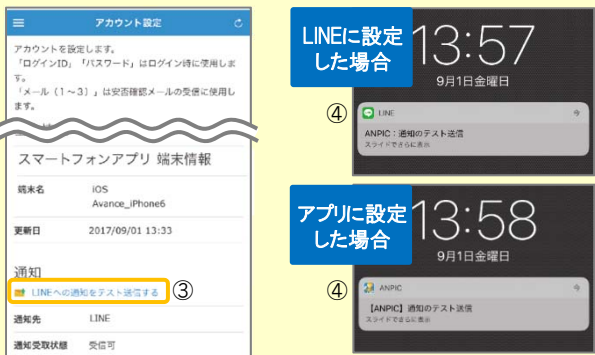 アカウント設定
アカウントを設定します。
「ログインID」「パスワード」はログイン時に使用しま
す。
「メール（1～3）」は安否確認メールの受信に使用し
ます。
スマートフォンアプリ 端末情報
端末名 iOS
Avance_iPhone6
更新日 2017/09/01 13:33
通知
LINEへの通知をテスト送信する ③
通知先 LINE
通知受取状態 受信可
LINEに設定
した場合
13:57
9月1日金曜日
④
LINE
ANPIC：通知のテスト送信
スライドでさらに表示
アプリに設定
した場合
13:58
9月1日金曜日
④
ANPIC
【ANPIC】通知のテスト送信
スライドでさらに表示